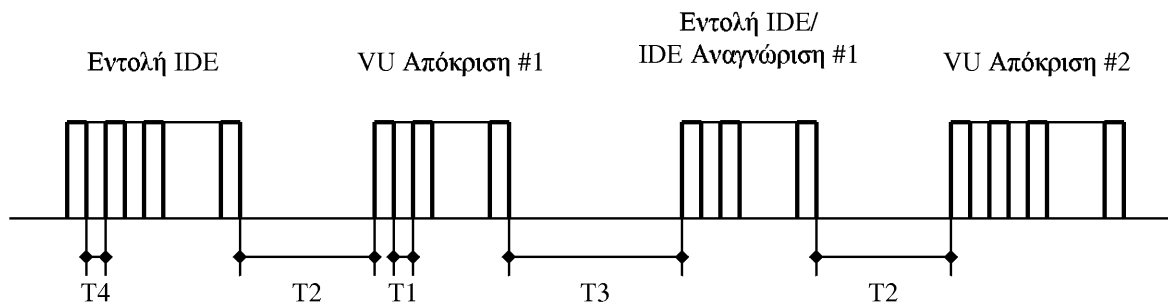 Εντολή IDE
VU Απόκριση #1
Εντολή IDE/
IDE Αναγνώριση #1
VU Απόκριση #2
T4
T2
T1
T3
T2